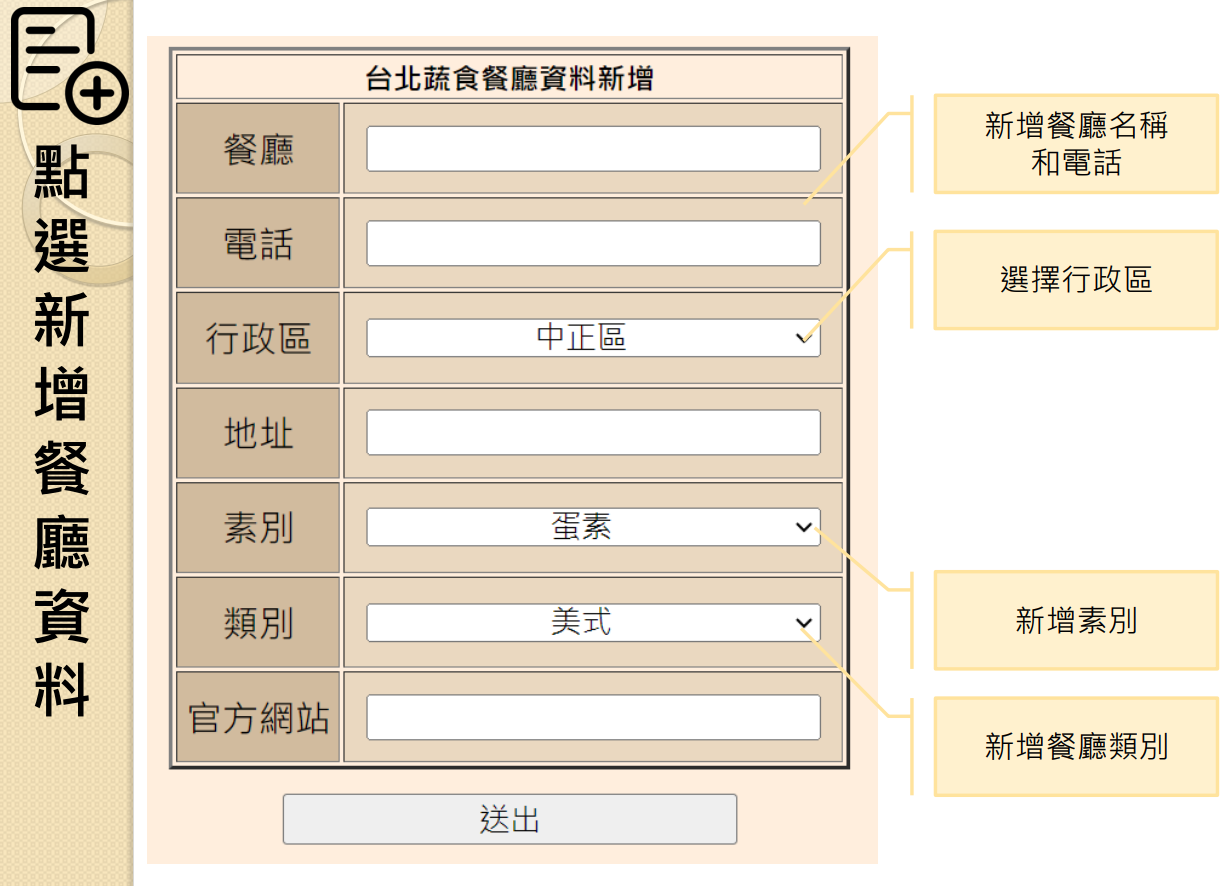 點選新增餐廳資料
台北蔬食餐廳資料新增
餐廳
電話
行政區
中正區
地址
素別
蛋素
類別
美式
官方網站
送出
新增餐廳名稱
和電話
選擇行政區
新增素別
新增餐廳類別